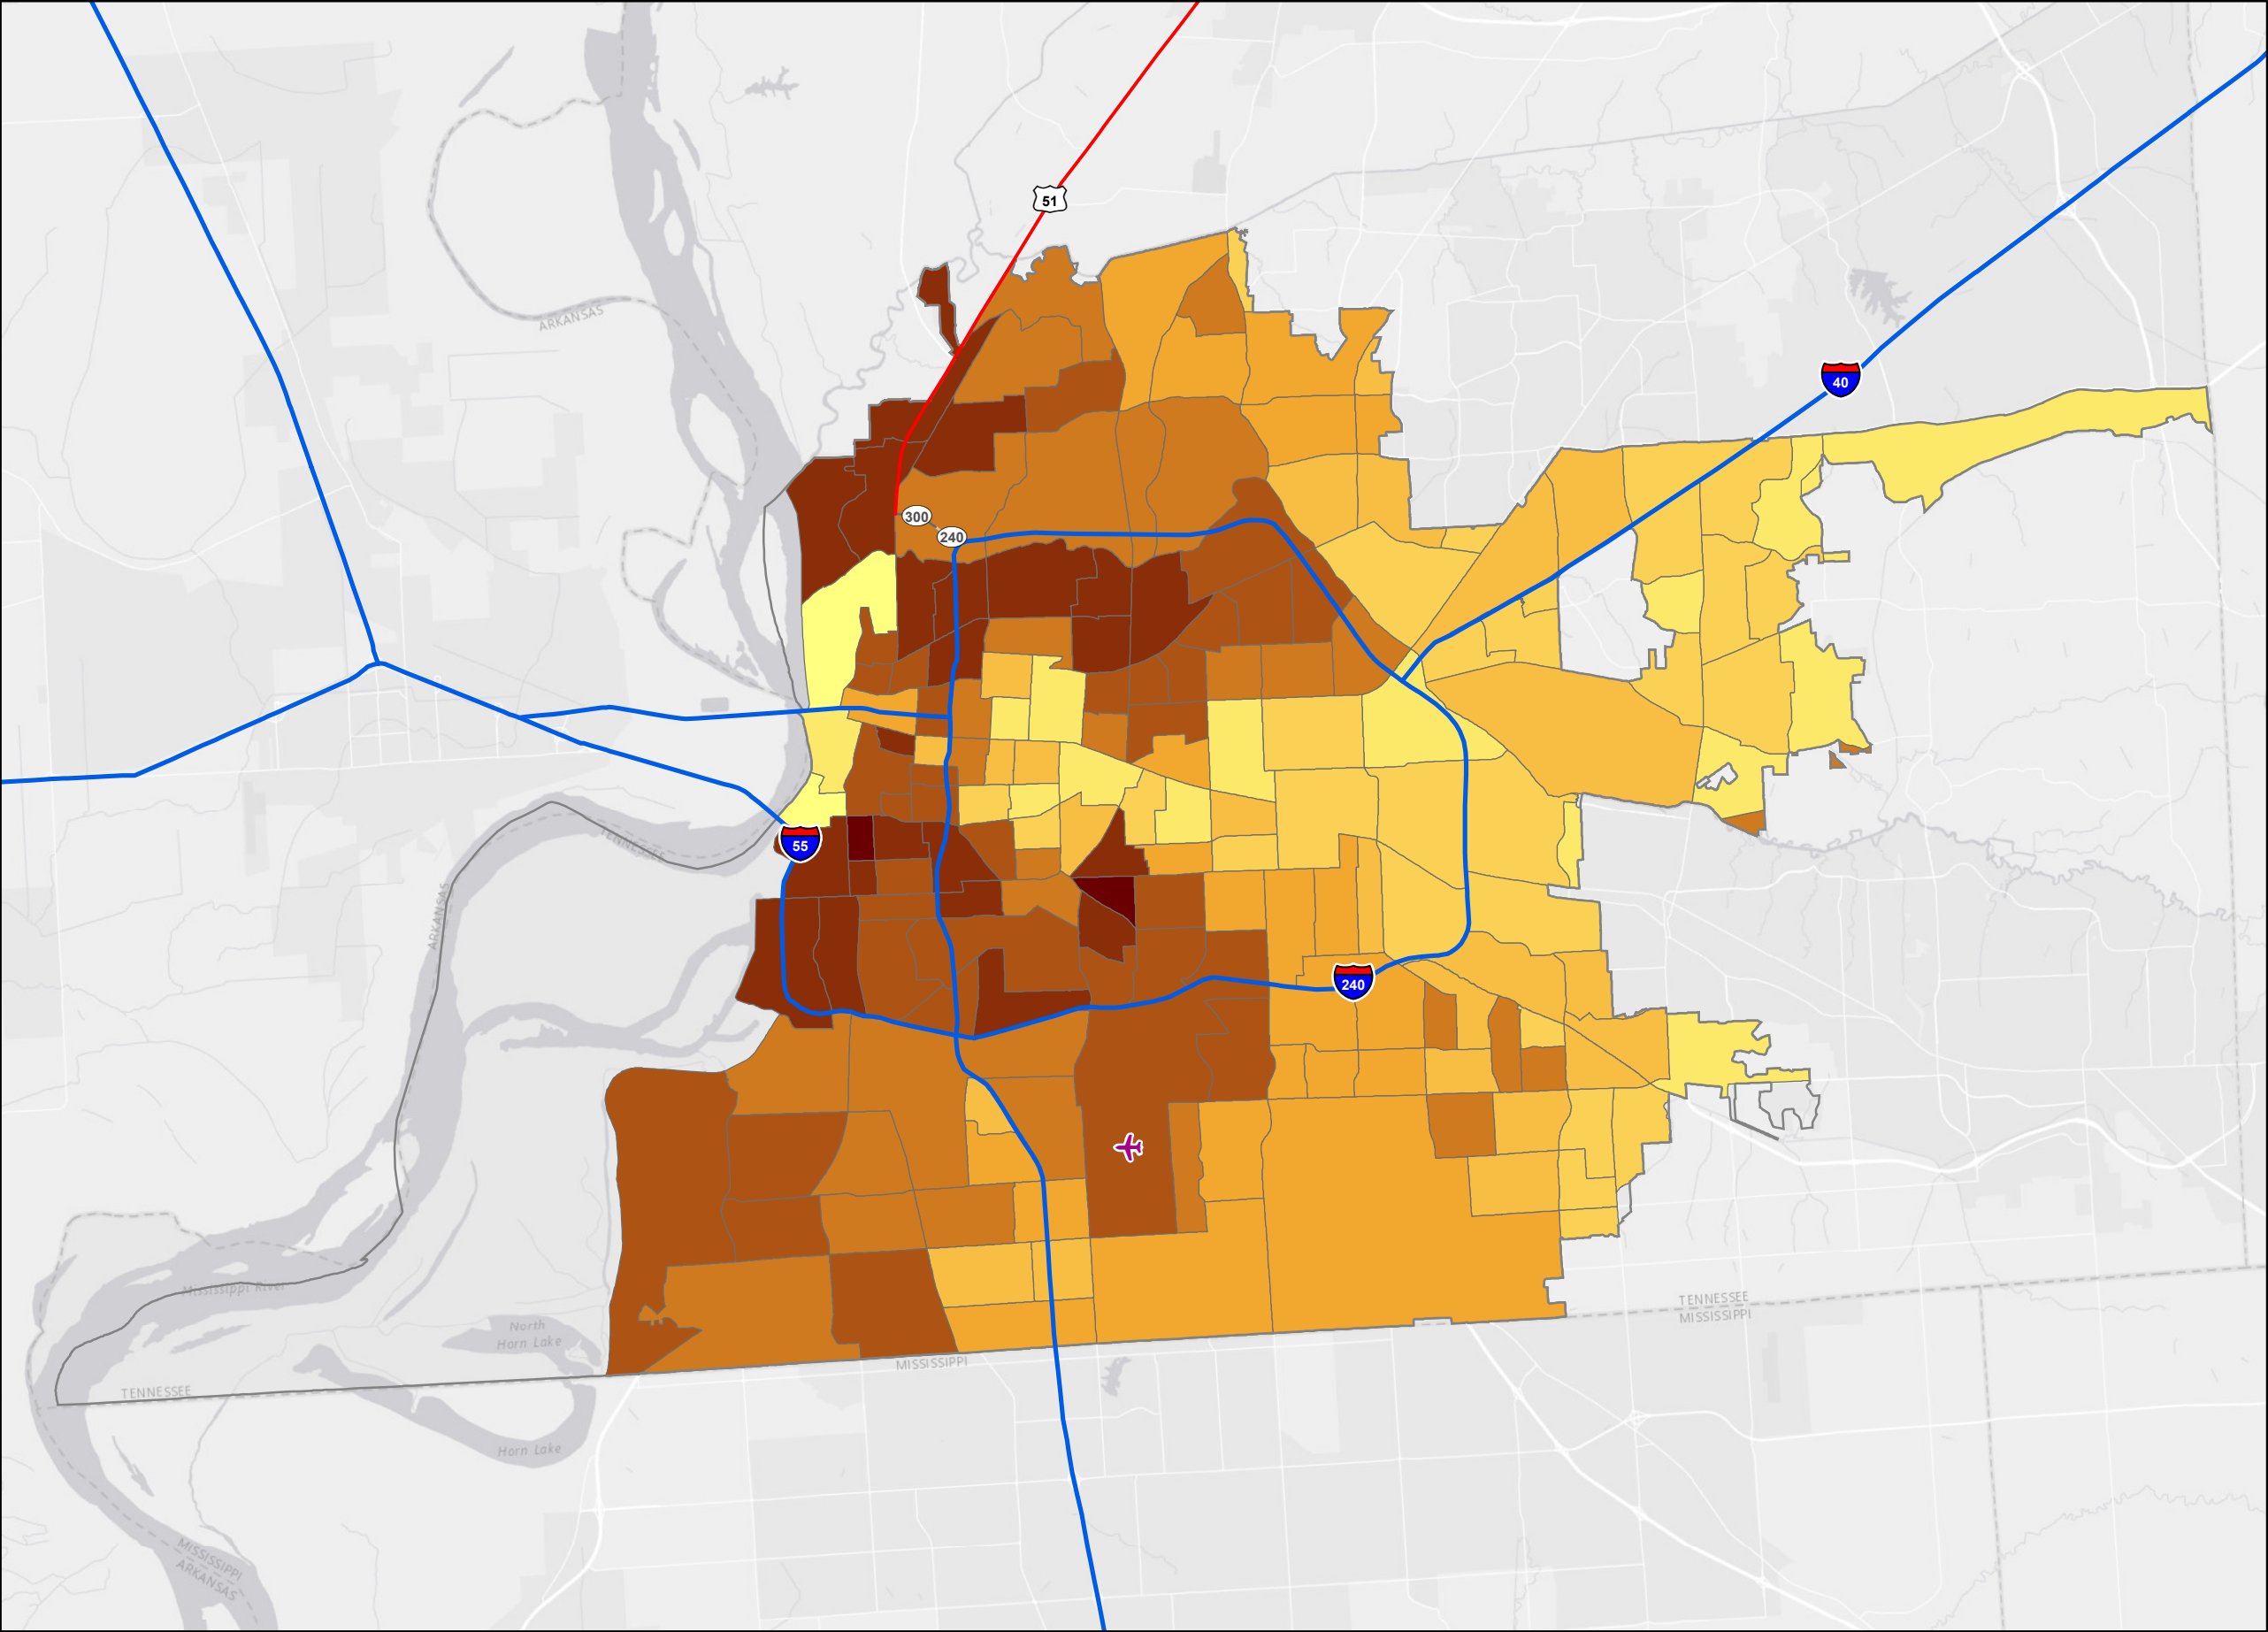 51
ARKANSAS
40
300
240
TENNESSEE
55
ARKANSAS
240
Mississippi River
TENNESSEE
MISSISSIPPI
North
Horn Lake
MISSISSIPPI
TENNESSEE
Horn Lake
MISSISSIPPI
ARKANSAS